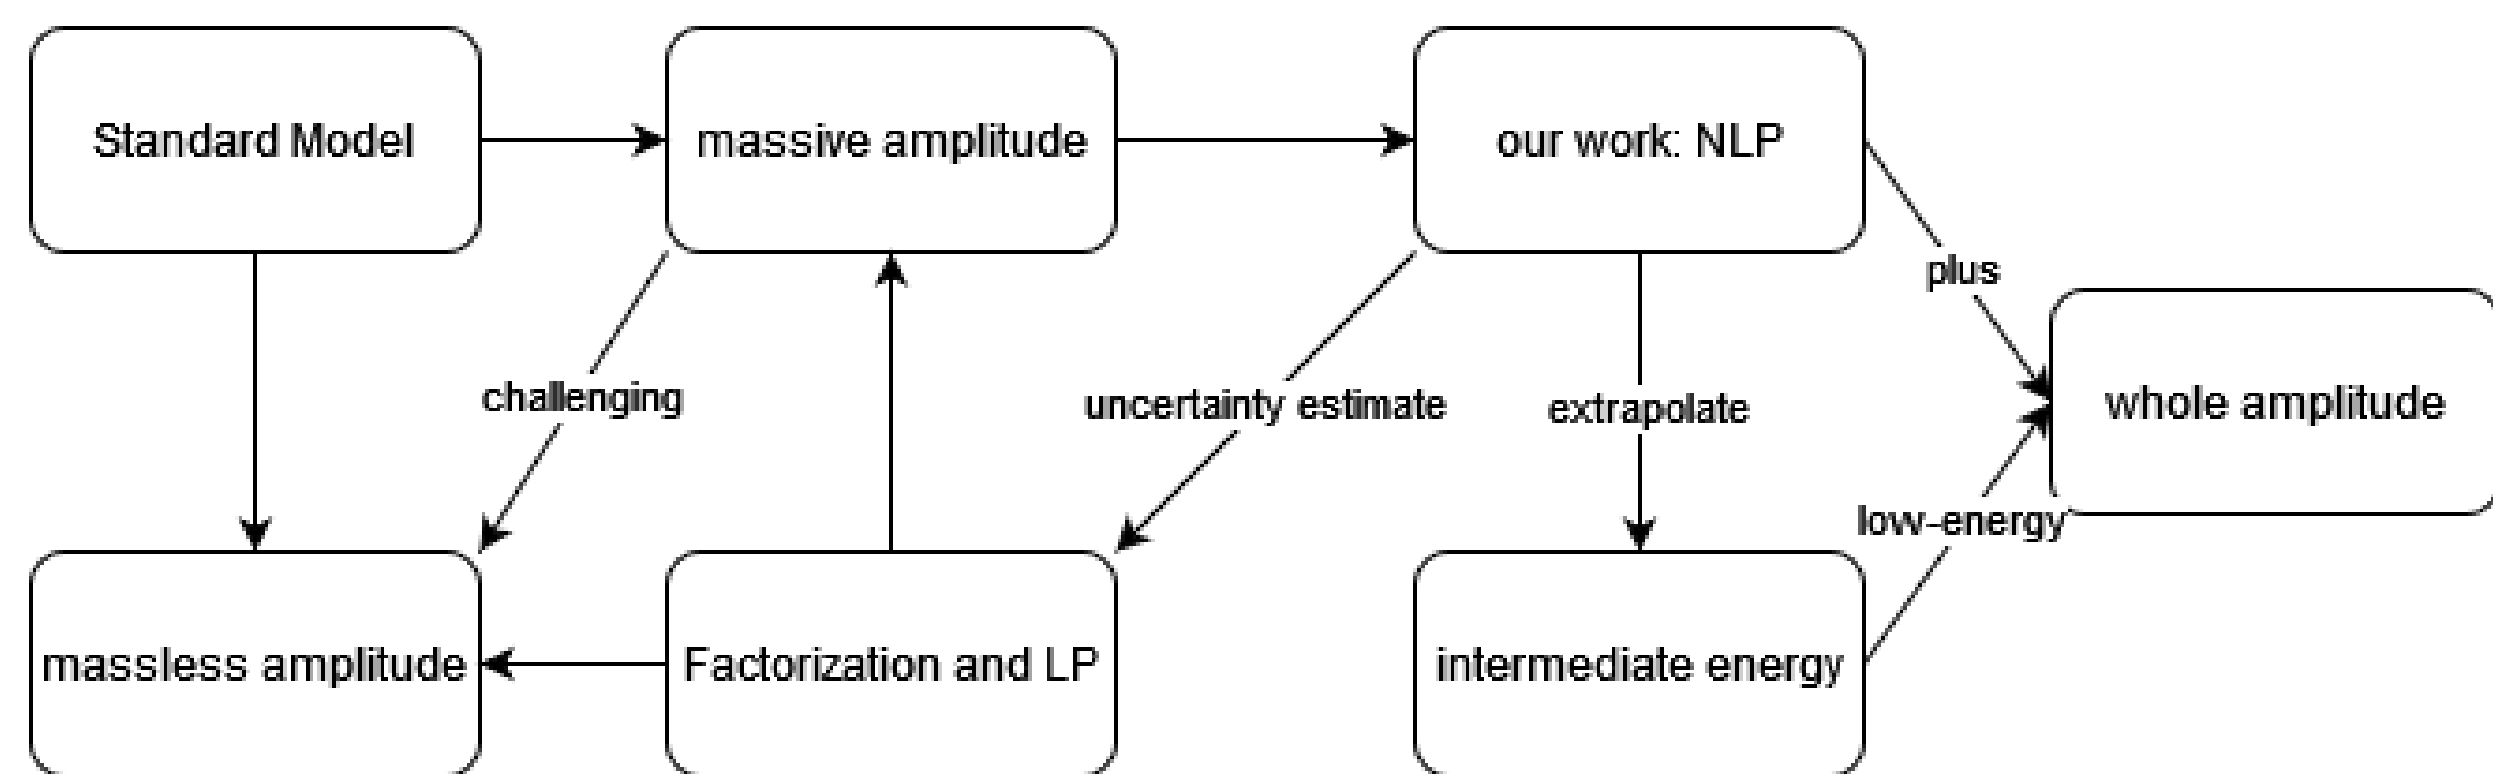 Standard Model
massive amplitude
our work: NLP
plus
challenging
uncertainty estimate
extrapolate
whole amplitude
low-energy
massless amplitude
Factorization and LP
intermediate energy